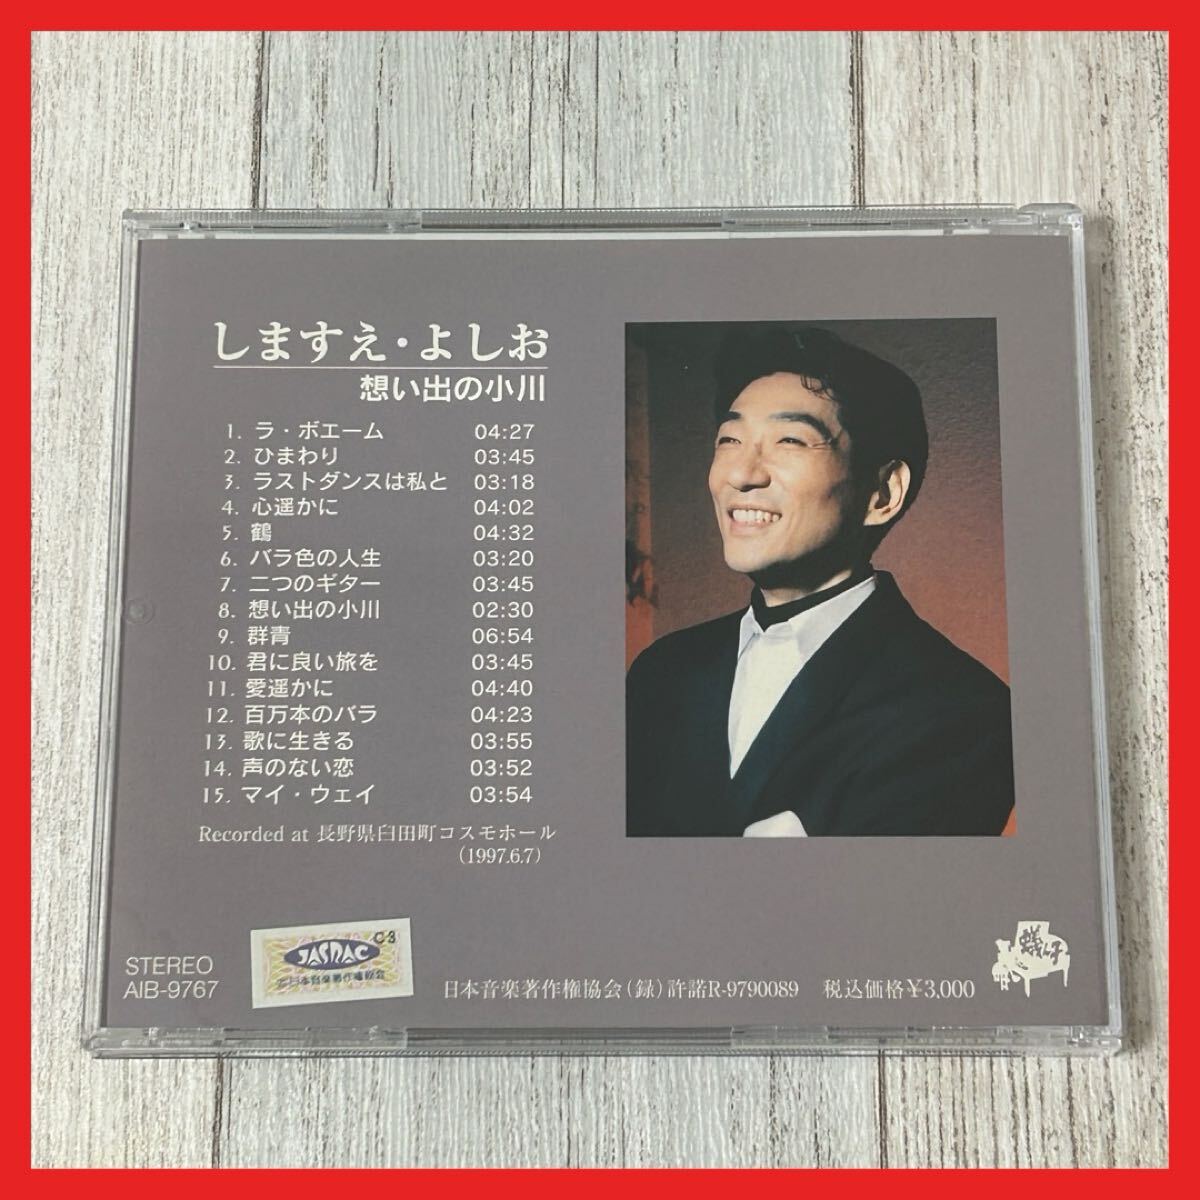 しますえ・よしお
想い出の小川
1. ラ・ボエーム 04:27
2. ひまわり 03:45
3. ラストダンスは私と 03:18
4. 心遥かに 04:02
5. 鶴 04:32
6. バラ色の人生 03:20
7. 二つのギター 03:45
8. 想い出の小川 02:30
9. 群青 06:54
10. 君に良い旅を 03:45
11. 愛遥かに 04:40
12. 百万本のバラ 04:23
13. 歌に生きる 03:55
14. 声のない恋 03:52
15. マイ・ウェイ 03:54
Recorded at 長野県臼田町コスモホール
(1997.6.7)
STEREO
AIB-9767
C-3
JASRAC
日本音楽著作権協会(録)許諾R-9790089 税込価格¥3,000